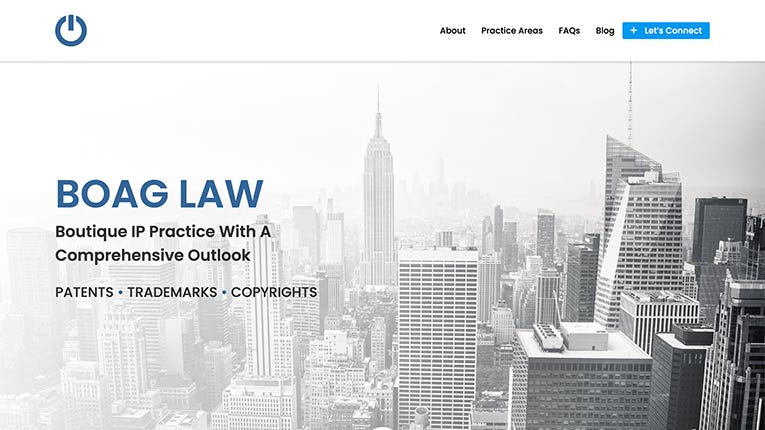 About
Practice Areas
FAQs
Blog
+ Let's Connect
BOAG LAW
Boutique IP Practice With A
Comprehensive Outlook
PATENTS • TRADEMARKS • COPYRIGHTS